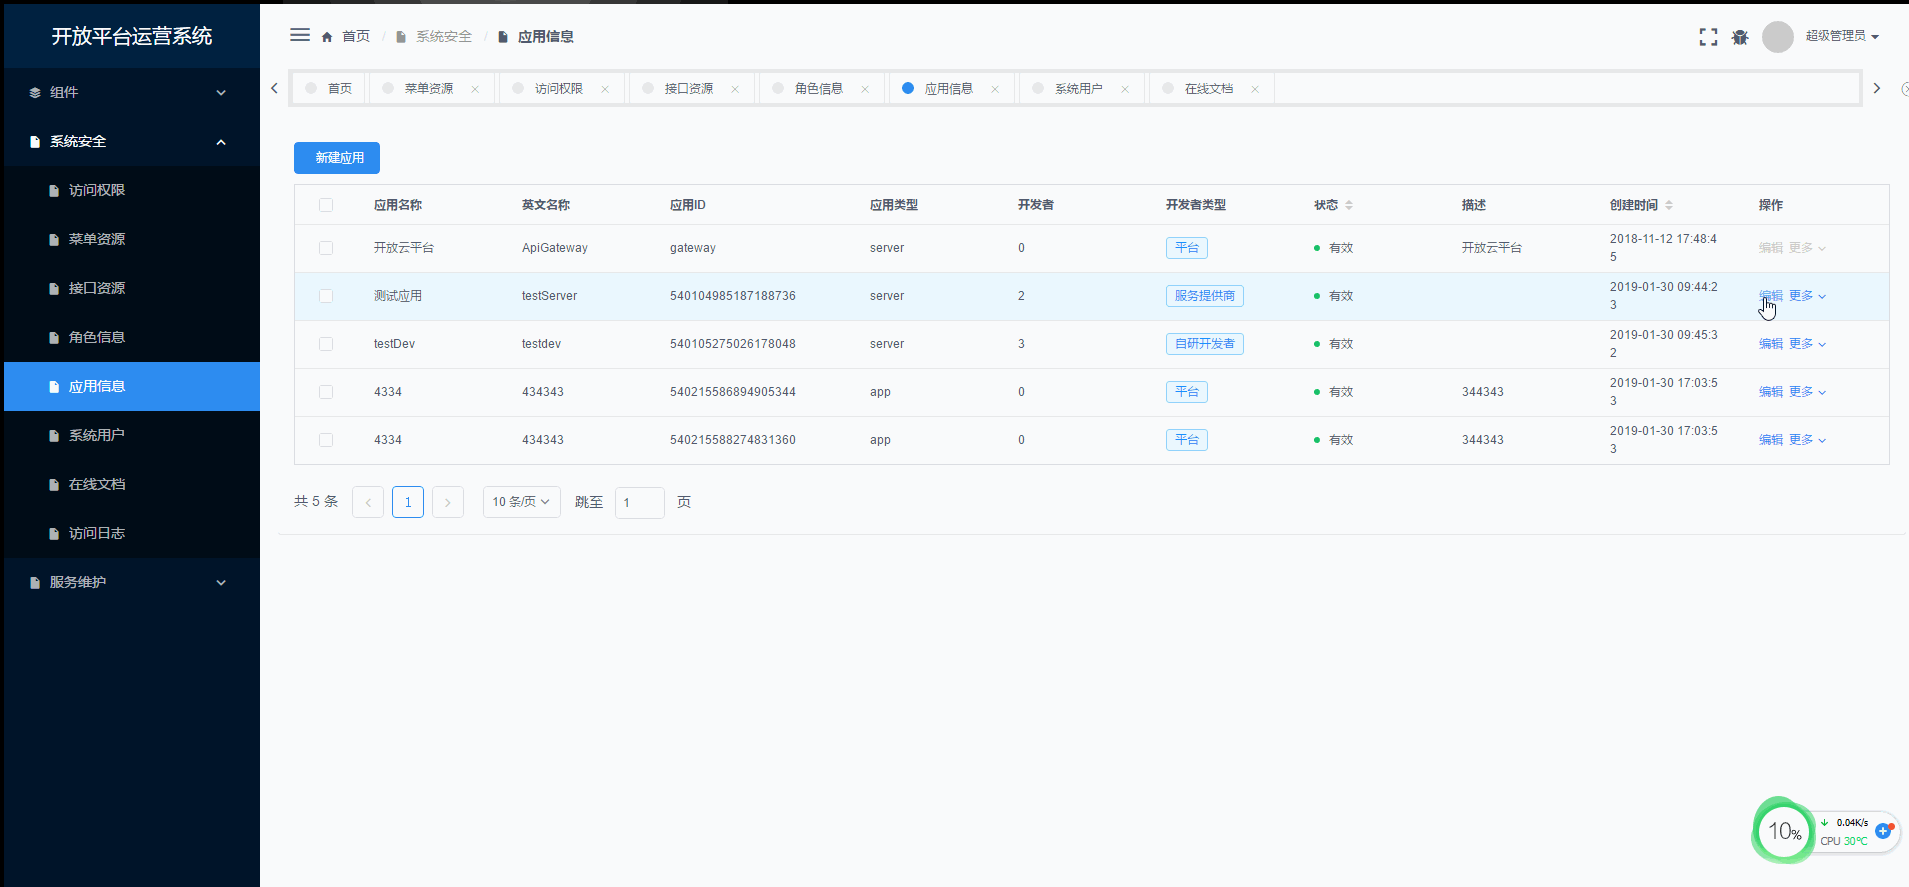 开放平台运营系统
组件
系统安全
访问权限
菜单资源
接口资源
角色信息
应用信息
系统用户
在线文档
访问日志
服务维护
首页 / 系统安全 / 应用信息
超级管理员
首页 菜单资源 × 访问权限 × 接口资源 × 角色信息 × 应用信息 × 系统用户 × 在线文档 ×
新建应用
应用名称 英文名称 应用ID 应用类型 开发者 开发者类型 状态 描述 创建时间 操作
开放云平台 ApiGateway gateway server 0 平台 有效 开放云平台 2018-11-12 17:48:4
5 编辑 更多
测试应用 testServer 540104985187188736 server 2 服务提供商 有效 2019-01-30 09:44:2
3 编辑 更多
testDev testdev 540105275026178048 server 3 自研开发者 有效 2019-01-30 09:45:3
2 编辑 更多
4334 434343 540215586894905344 app 0 平台 有效 344343 2019-01-30 17:03:5
3 编辑 更多
4334 434343 540215588274831360 app 0 平台 有效 344343 2019-01-30 17:03:5
3 编辑 更多
共 5 条 1 10 条/页 跳至 1 页
10%
0.04K/s
CPU 30°C